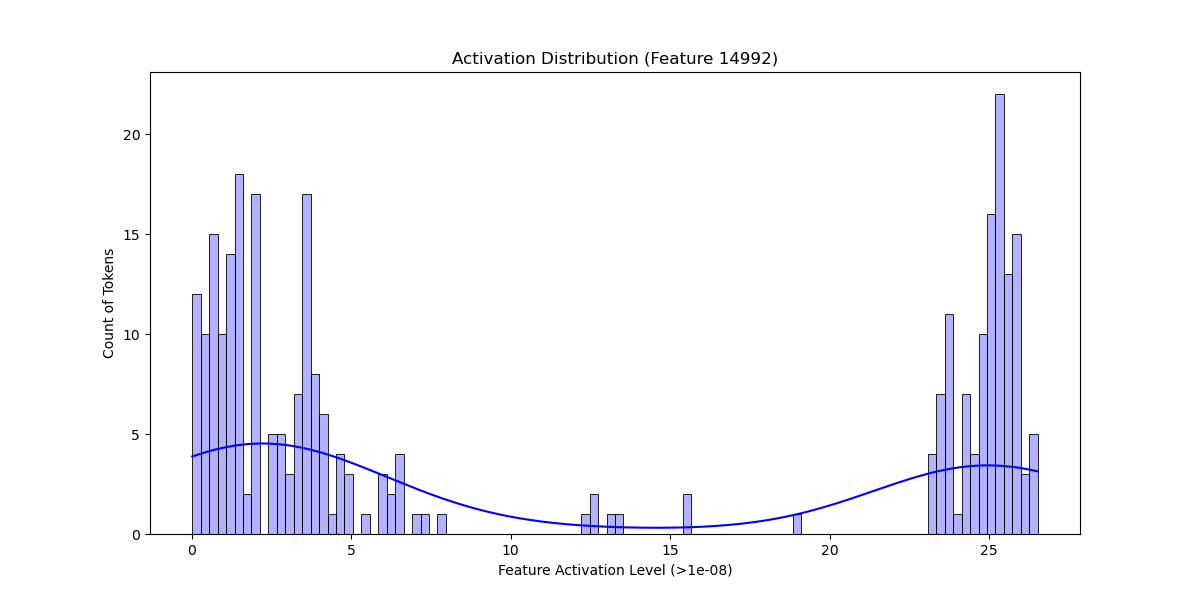 Activation Distribution (Feature 14992)
Count of Tokens
20
15
10
5
0
0 5 10 15 20 25
Feature Activation Level (>1e-08)